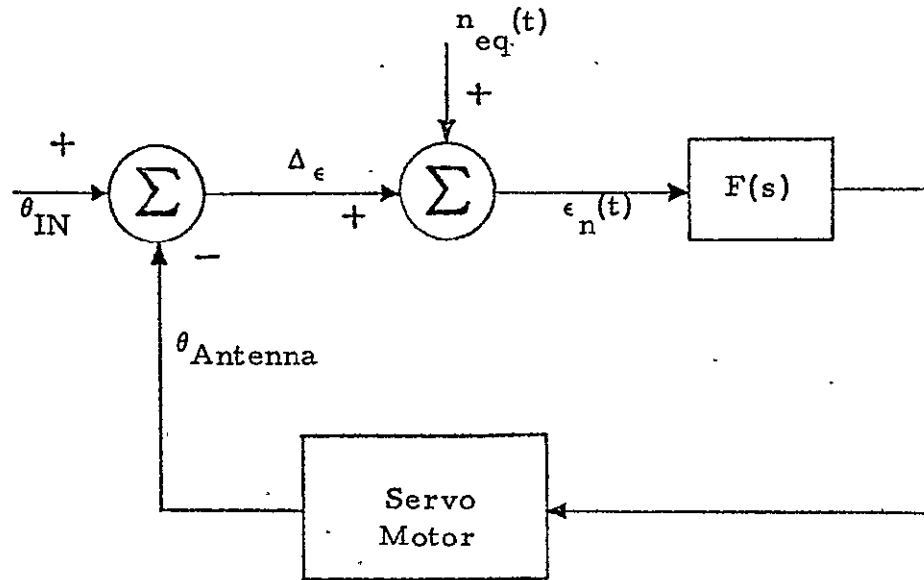 n_eq.(t)
+
+
Σ
Δ_ϵ
Σ
F(s)
θ_IN
+
ϵ_n(t)
−
θ_Antenna
Servo
Motor